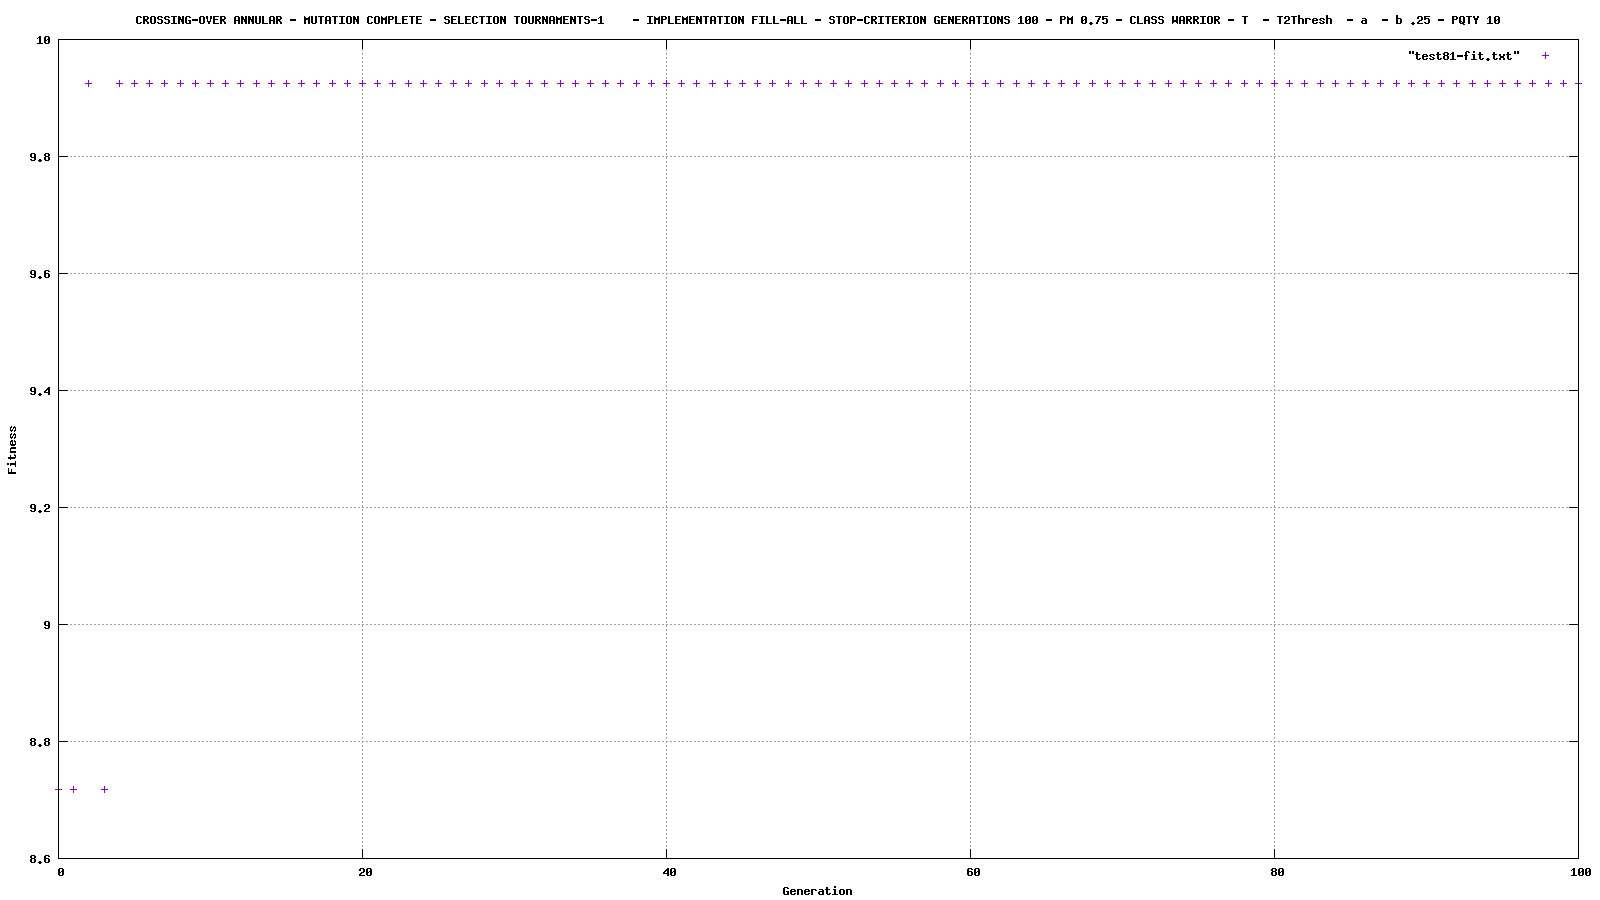 CROSSING-OVER ANNULAR - MUTATION COMPLETE - SELECTION TOURNAMENTS-1    - IMPLEMENTATION FILL-ALL - STOP-CRITERION GENERATIONS 100 - PM 0.75 - CLASS WARRIOR - T  - T2Thresh  - a  - b .25 - PQTY 10
"test81-fit.txt"
10
9.8
9.6
9.4
9.2
9
8.8
8.6
Fitness
0 20 40 60 80 100
Generation